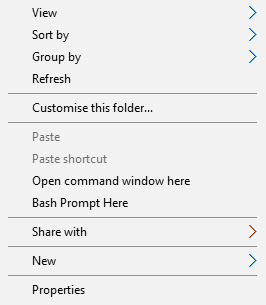 View
Sort by
Group by
Refresh
Customise this folder...
Paste
Paste shortcut
Open command window here
Bash Prompt Here
Share with
New
Properties